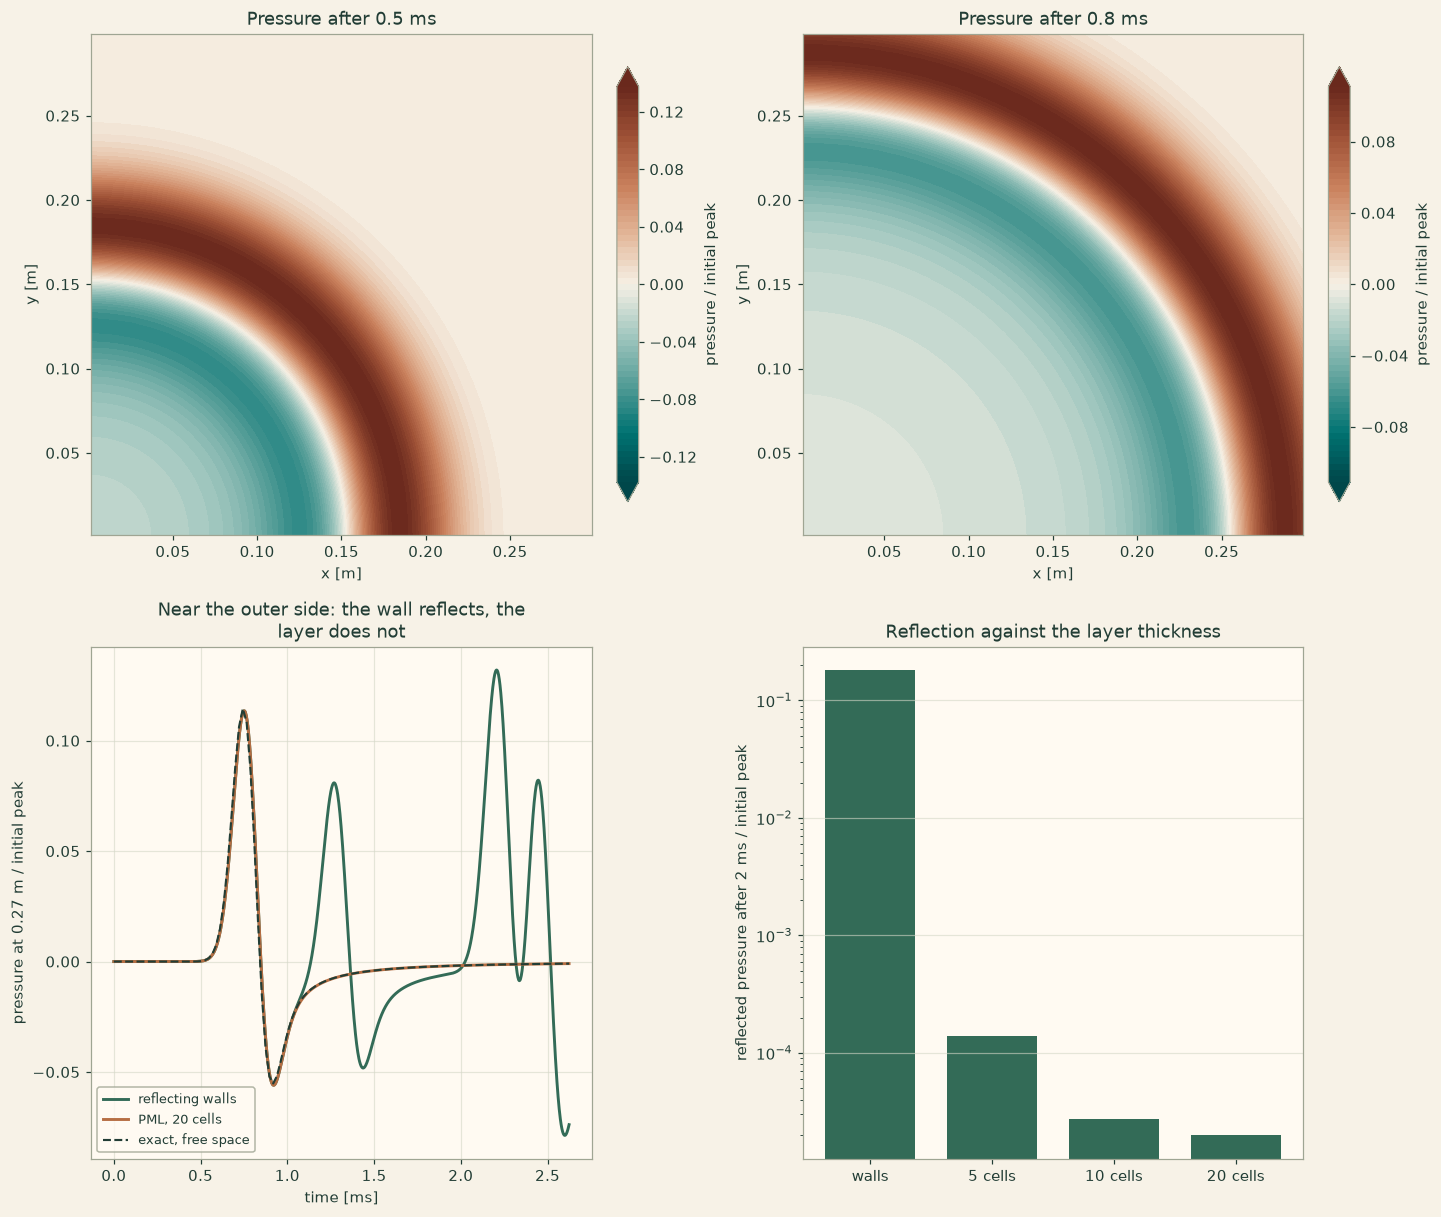 Pressure after 0.5 ms
0.25
0.20
0.15
0.10
0.05
y [m]
0.05
0.10
0.15
0.20
0.25
x [m]
0.12
0.08
0.04
0.00
−0.04
−0.08
−0.12
pressure / initial peak
Pressure after 0.8 ms
0.25
0.20
0.15
0.10
0.05
y [m]
0.05
0.10
0.15
0.20
0.25
x [m]
0.08
0.04
0.00
−0.04
−0.08
pressure / initial peak
Near the outer side: the wall reflects, the
layer does not
0.10
0.05
0.00
−0.05
pressure at 0.27 m / initial peak
reflecting walls
PML, 20 cells
exact, free space
0.0
0.5
1.0
1.5
2.0
2.5
time [ms]
Reflection against the layer thickness
10⁻¹
10⁻²
10⁻³
10⁻⁴
reflected pressure after 2 ms / initial peak
walls
5 cells
10 cells
20 cells